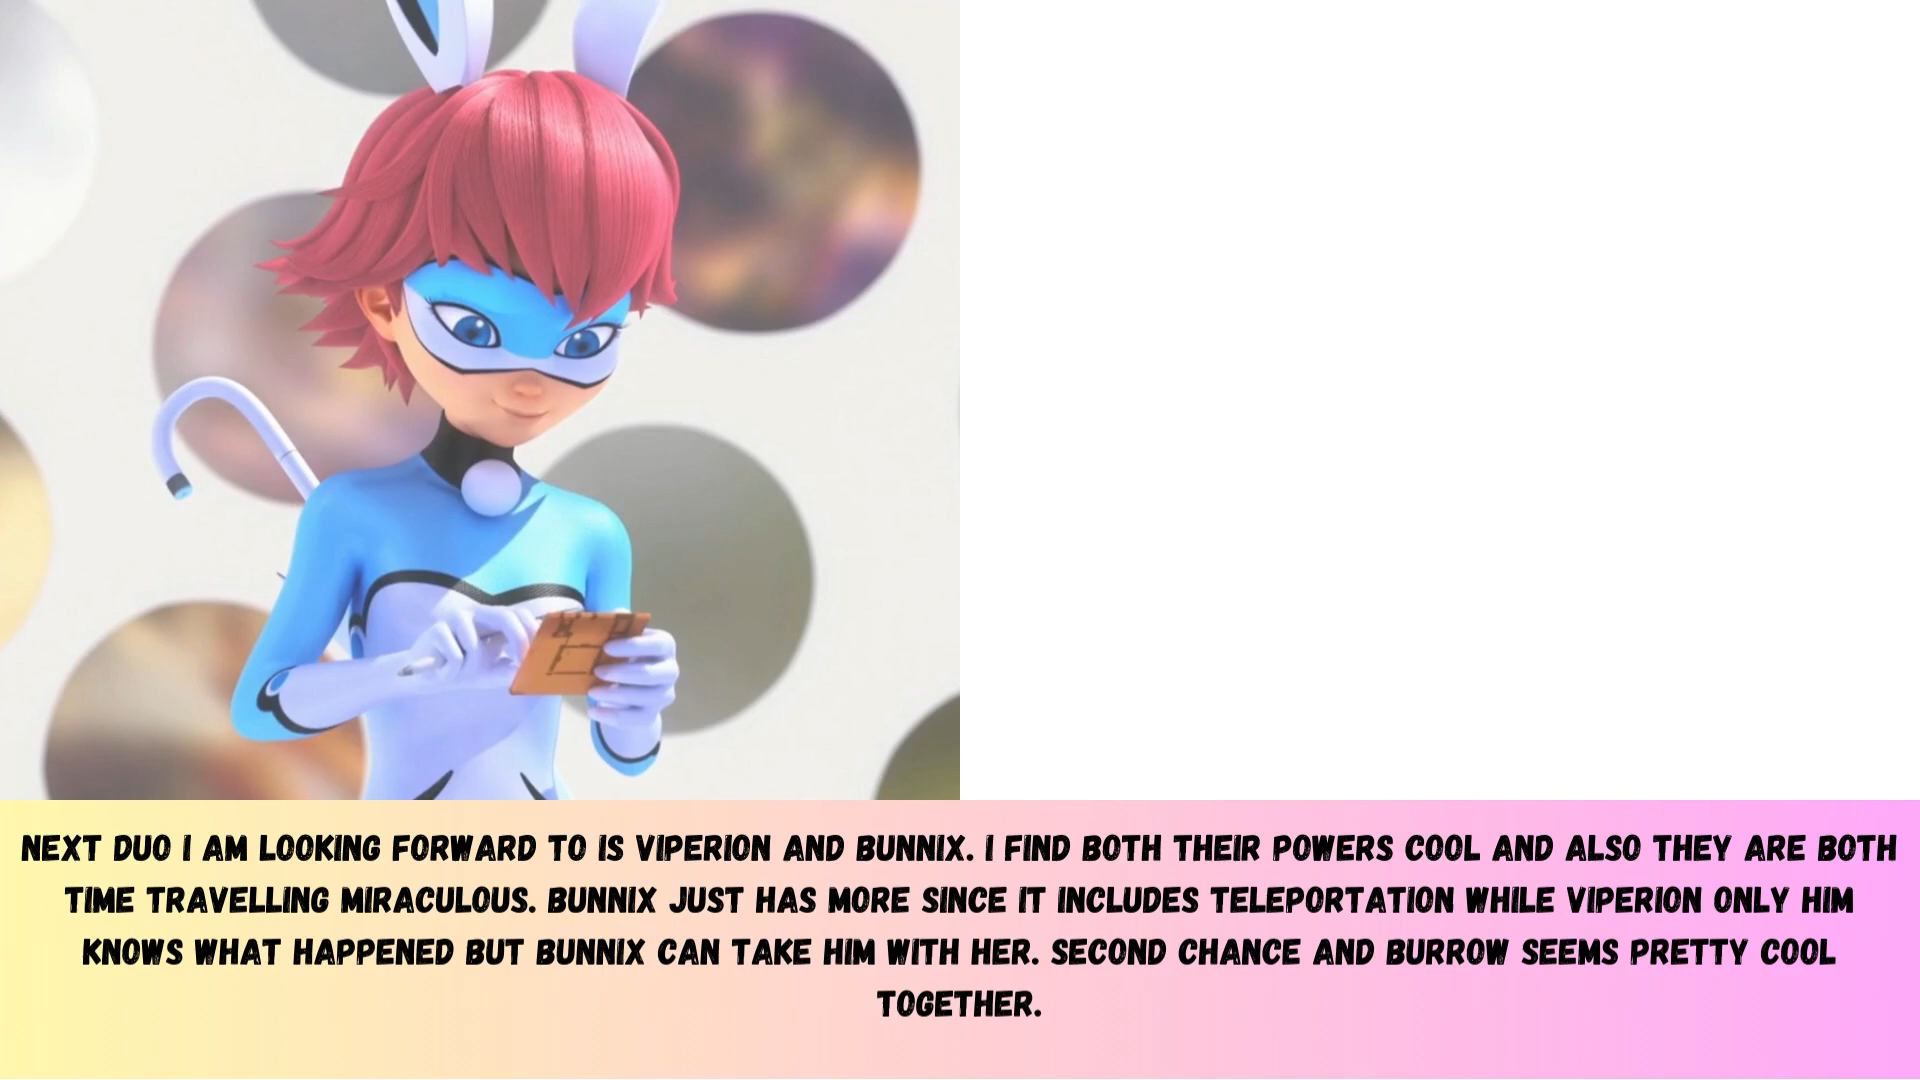 NEXT DUO I AM LOOKING FORWARD TO IS VIPERION AND BUNNIX. I FIND BOTH THEIR POWERS COOL AND ALSO THEY ARE BOTH
TIME TRAVELLING MIRACULOUS. BUNNIX JUST HAS MORE SINCE IT INCLUDES TELEPORTATION WHILE VIPERION ONLY HIM
KNOWS WHAT HAPPENED BUT BUNNIX CAN TAKE HIM WITH HER. SECOND CHANCE AND BURROW SEEMS PRETTY COOL
TOGETHER.